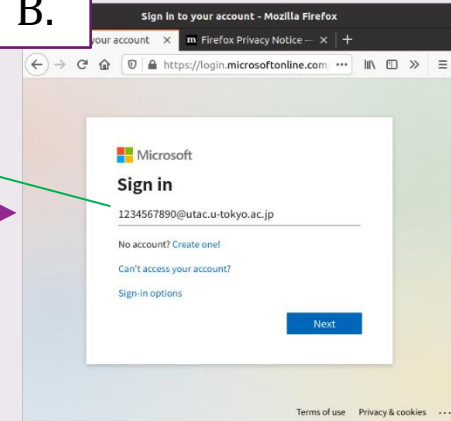 B.
Sign in to your account - Mozilla Firefox
your account × m Firefox Privacy Notice — × +
https://login.microsoftonline.com ···
Microsoft
Sign in
1234567890@utac.u-tokyo.ac.jp
No account? Create one!
Can't access your account?
Sign-in options
Next
Terms of use Privacy & cookies ···